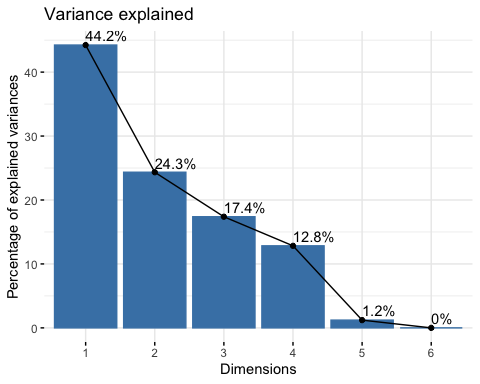 Variance explained
44.2%
24.3%
17.4%
12.8%
1.2%
0%
40
30
20
10
0
Percentage of explained variances
1 2 3 4 5 6
Dimensions